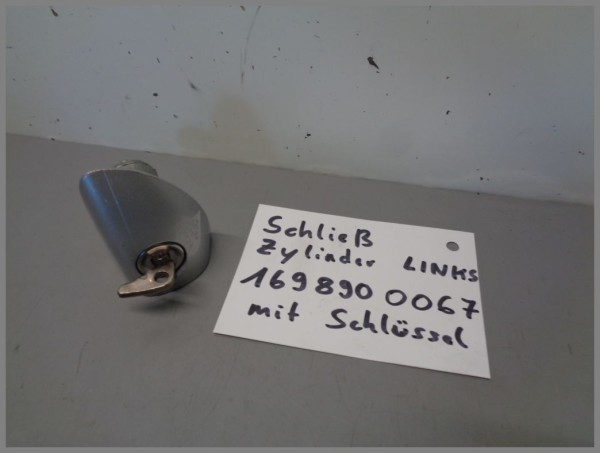 Schließ
Zylinder LINKS
169 890 0067
mit Schlüssel